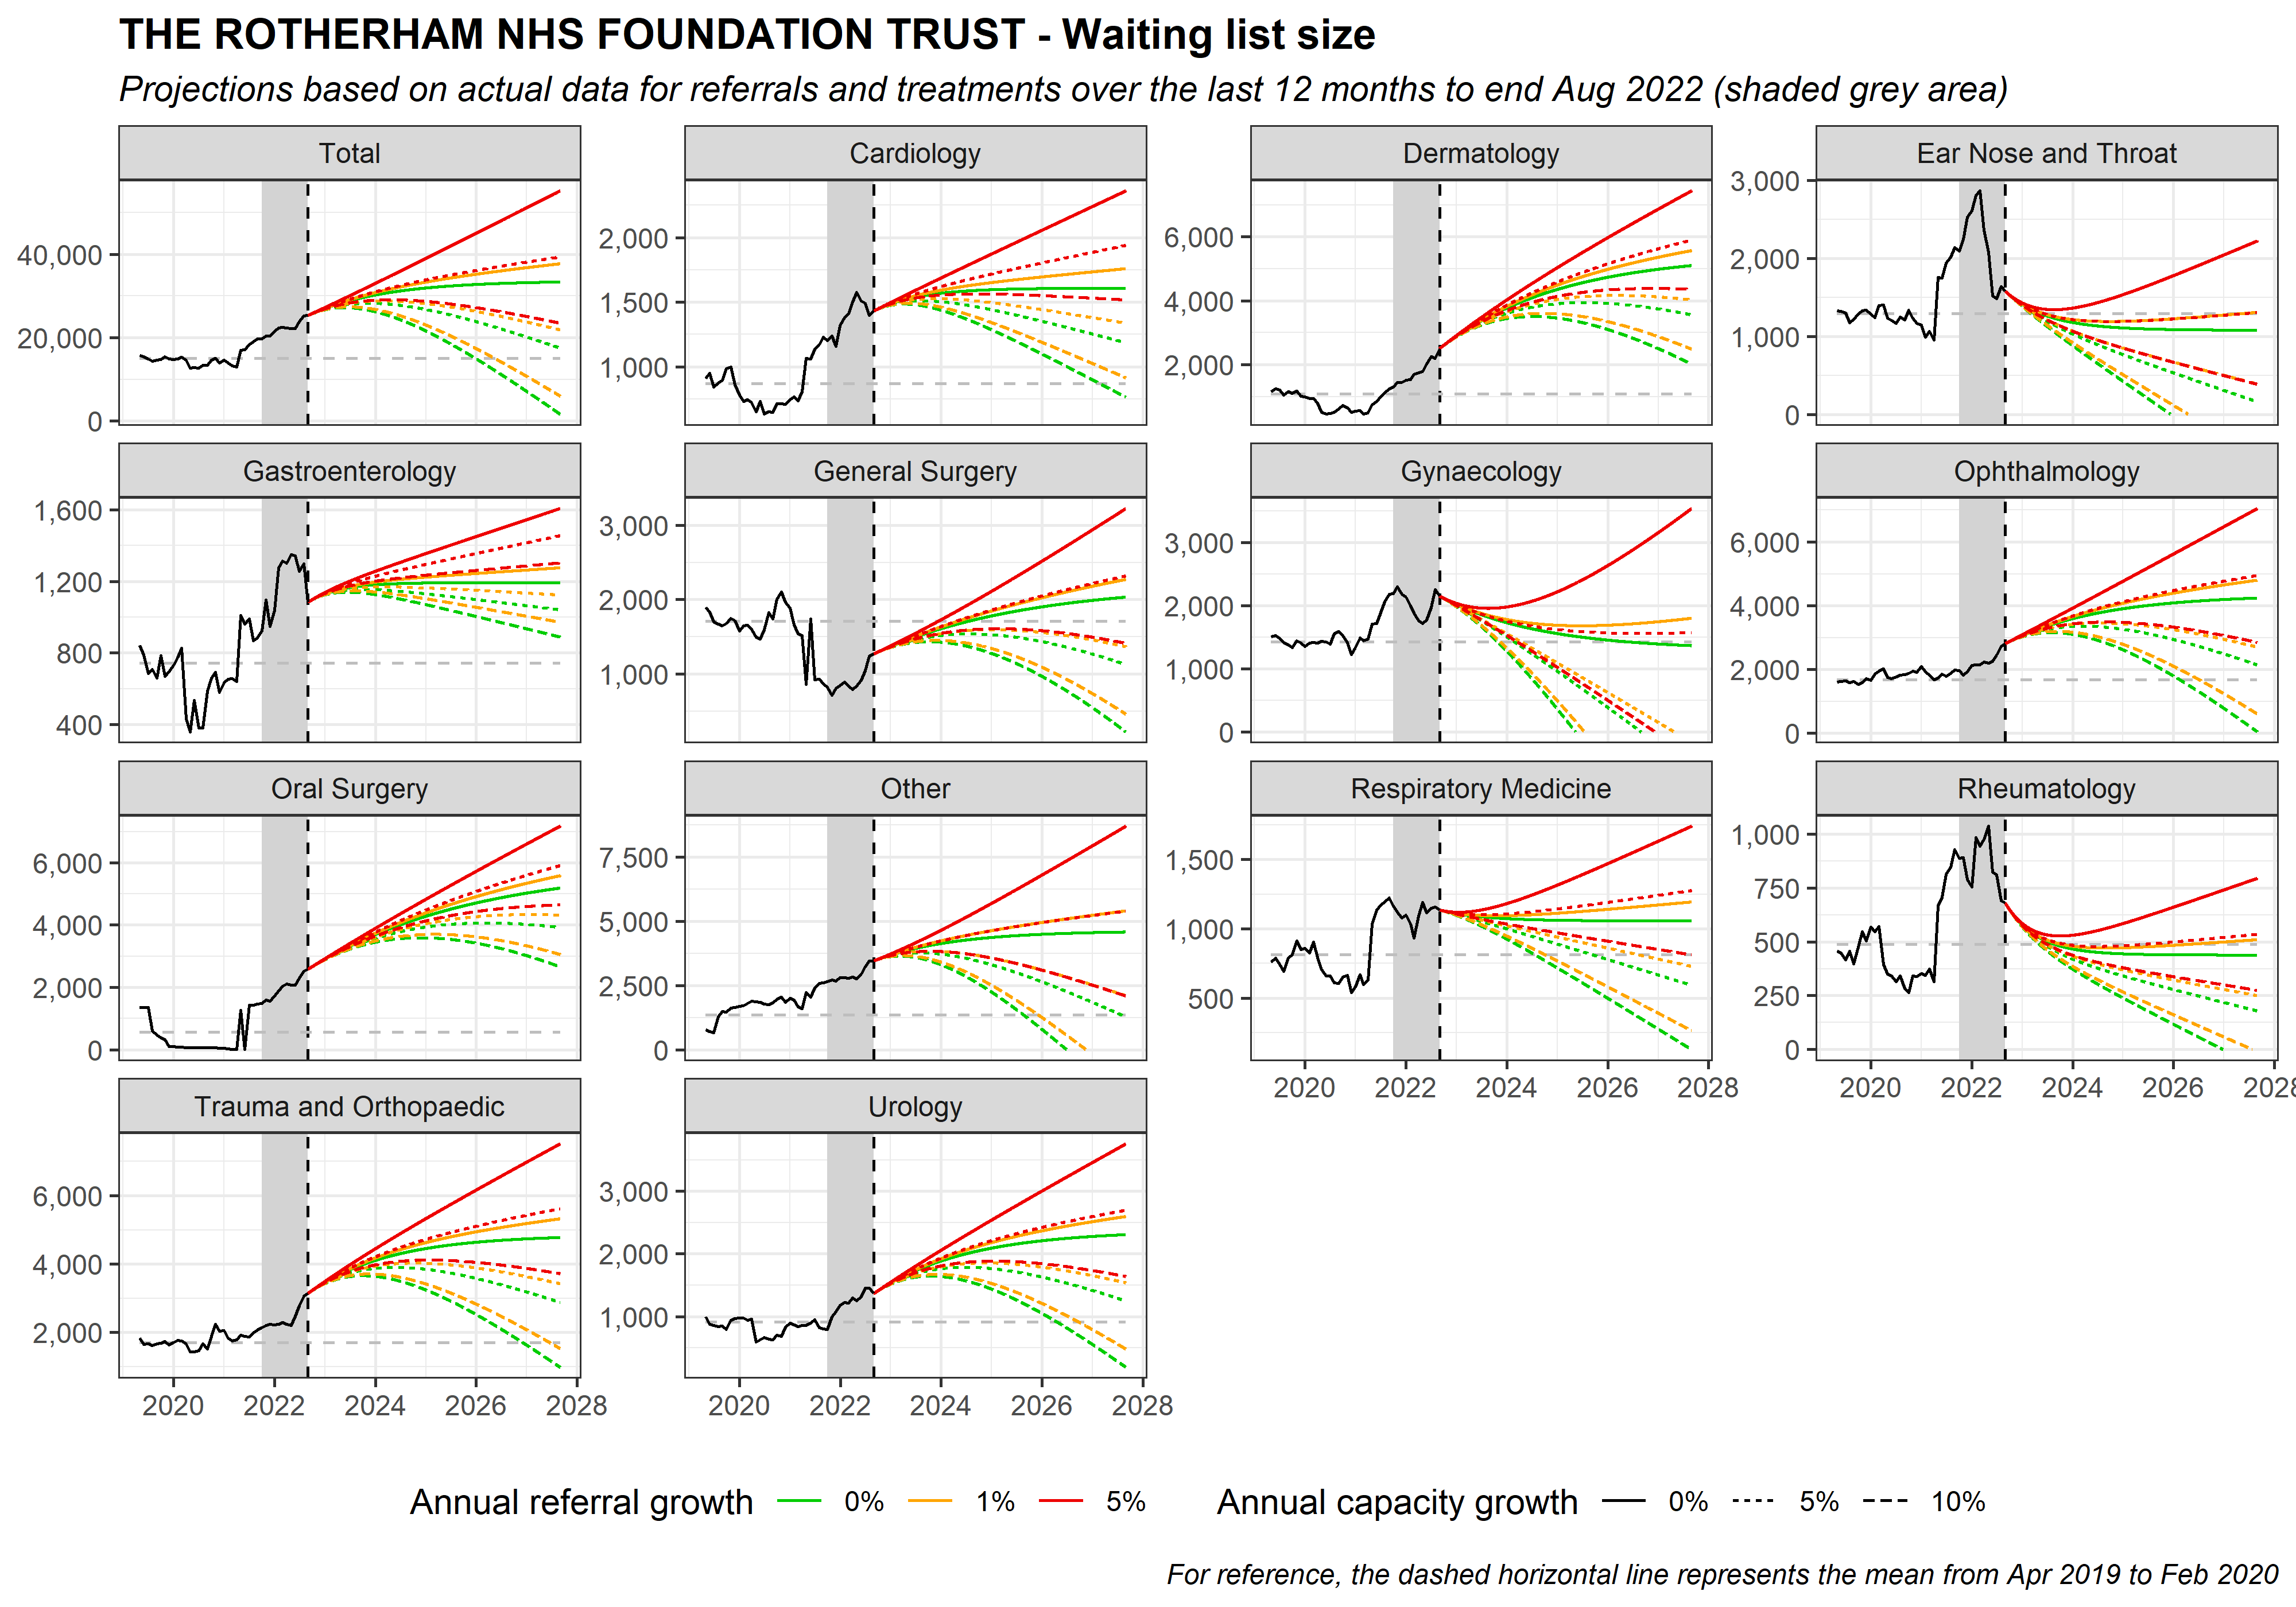 THE ROTHERHAM NHS FOUNDATION TRUST - Waiting list size
Projections based on actual data for referrals and treatments over the last 12 months to end Aug 2022 (shaded grey area)
Total
40,000
20,000
0
Cardiology
2,000
1,500
1,000
Dermatology
6,000
4,000
2,000
Ear Nose and Throat
3,000
2,000
1,000
0
Gastroenterology
1,600
1,200
800
400
General Surgery
3,000
2,000
1,000
Gynaecology
3,000
2,000
1,000
0
Ophthalmology
6,000
4,000
2,000
0
Oral Surgery
6,000
4,000
2,000
0
Other
7,500
5,000
2,500
0
Respiratory Medicine
1,500
1,000
500
2020 2022 2024 2026 2028
Rheumatology
1,000
750
500
250
0
2020 2022 2024 2026 2028
Trauma and Orthopaedic
6,000
4,000
2,000
2020 2022 2024 2026 2028
Urology
3,000
2,000
1,000
2020 2022 2024 2026 2028
Annual referral growth 0% 1% 5%
Annual capacity growth 0% 5% 10%
For reference, the dashed horizontal line represents the mean from Apr 2019 to Feb 2020